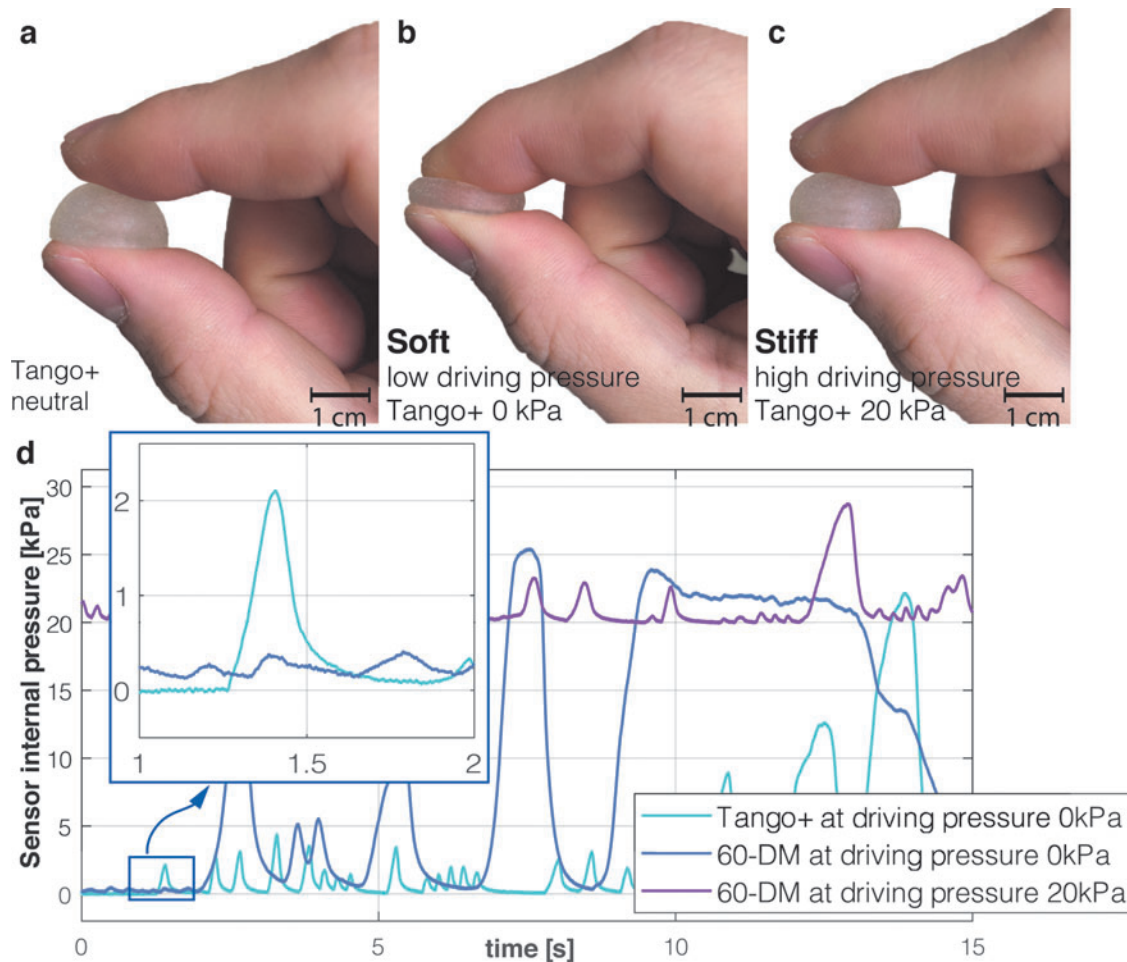 a
b
c
Tango+
neutral
1 cm
Soft
low driving pressure
Tango+ 0 kPa
1 cm
Stiff
high driving pressure
Tango+ 20 kPa
1 cm
d
Sensor internal pressure [kPa]
30
25
20
15
10
5
0
2
1
0
1
1.5
2
Tango+ at driving pressure 0kPa
60-DM at driving pressure 0kPa
60-DM at driving pressure 20kPa
0
5
10
15
time [s]